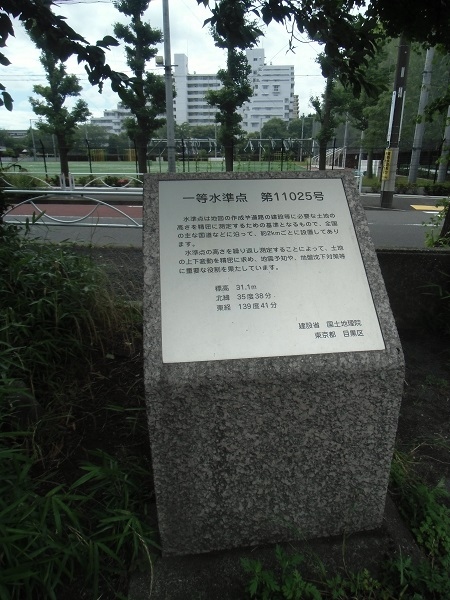 一等水準点　第11025号
水準点は地図の作成や道路の建設等に必要な土地の
高さを精密に測定するための基準となるもので、全国
の主な国道などに沿って、約2kmごとに設置してあり
ます。
水準点の高さを繰り返し測定することによって、土地
の上下変動を精密に求め、地震予知や、地盤沈下対策等
に重要な役割を果たしています。
標高　31.1m
北緯　35度38分
東経　139度41分
建設省　国土地理院
東京都　目黒区